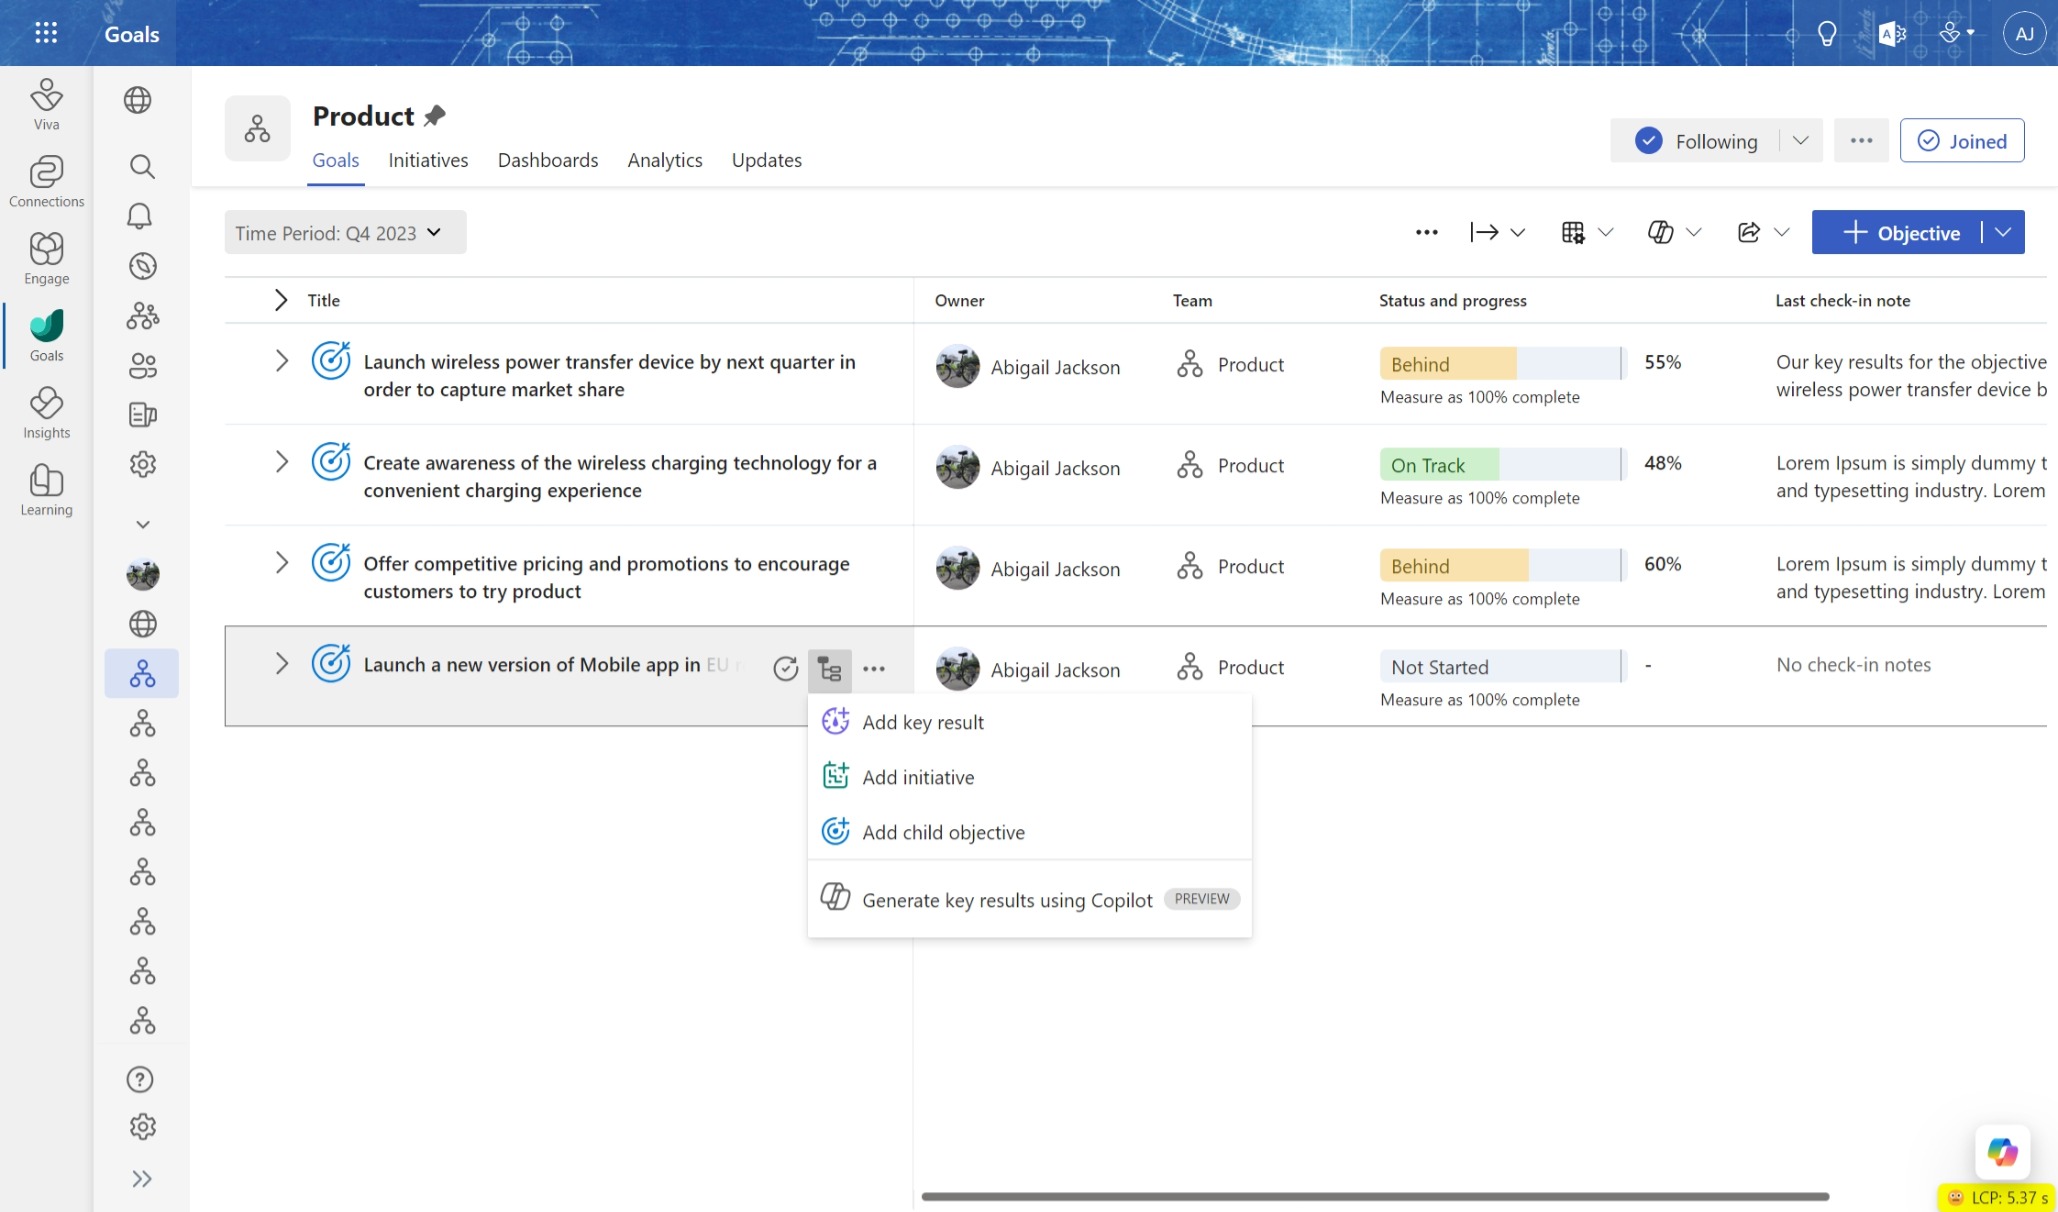 Goals
AJ
Viva
Connections
Engage
Goals
Insights
Learning
Product
Goals
Initiatives
Dashboards
Analytics
Updates
Following
Joined
Time Period: Q4 2023
Objective
Title
Owner
Team
Status and progress
Last check-in note
Launch wireless power transfer device by next quarter in
order to capture market share
Abigail Jackson
Product
Behind
55%
Measure as 100% complete
Our key results for the objective
wireless power transfer device b
Create awareness of the wireless charging technology for a
convenient charging experience
Abigail Jackson
Product
On Track
48%
Measure as 100% complete
Lorem Ipsum is simply dummy t
and typesetting industry. Lorem
Offer competitive pricing and promotions to encourage
customers to try product
Abigail Jackson
Product
Behind
60%
Measure as 100% complete
Lorem Ipsum is simply dummy t
and typesetting industry. Lorem
Launch a new version of Mobile app in EU
Abigail Jackson
Product
Not Started
-
Measure as 100% complete
No check-in notes
Add key result
Add initiative
Add child objective
Generate key results using Copilot PREVIEW
LCP: 5.37 s